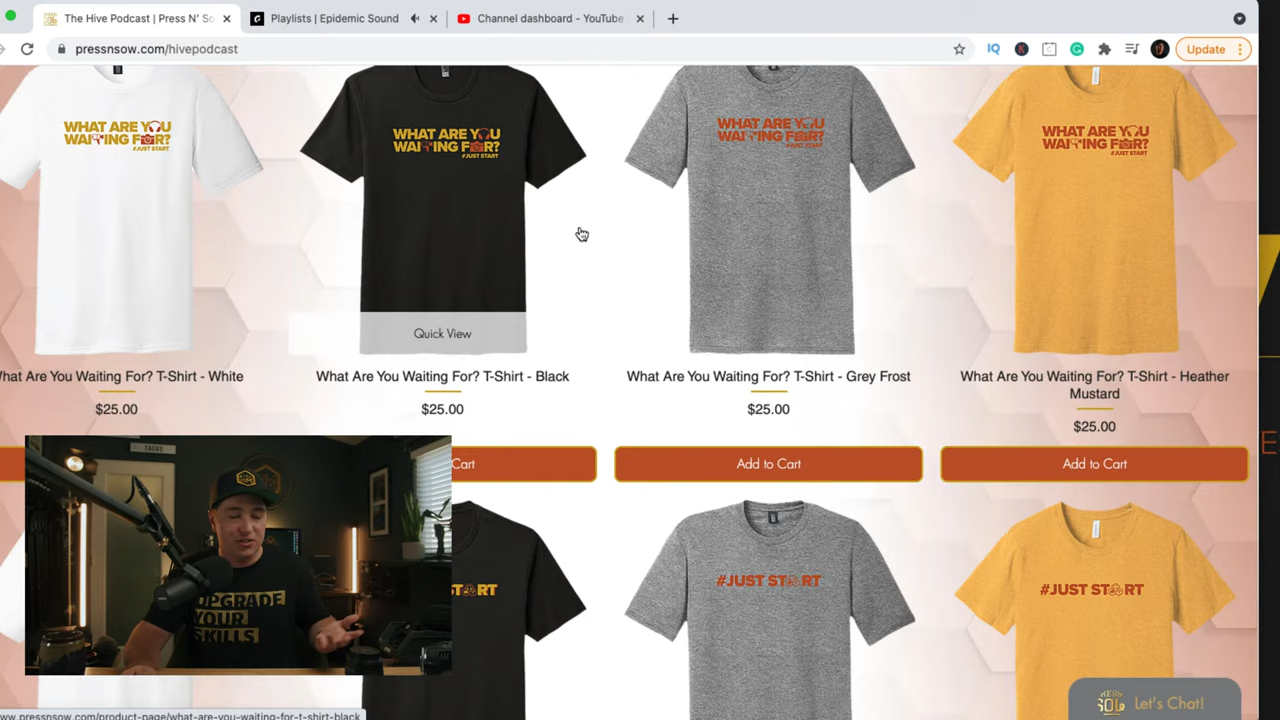 The Hive Podcast | Press N' So
Playlists | Epidemic Sound
Channel dashboard - YouTube
pressnsow.com/hivepodcast
IQ
K
G
Update
WHAT ARE YOU
WAITING FOR?
#JUST START
WHAT ARE YOU
WAITING FOR?
#JUST START
WHAT ARE YOU
WAITING FOR?
#JUST START
WHAT ARE YOU
WAITING FOR?
#JUST START
Quick View
hat Are You Waiting For? T-Shirt - White
What Are You Waiting For? T-Shirt - Black
What Are You Waiting For? T-Shirt - Grey Frost
What Are You Waiting For? T-Shirt - Heather
Mustard
$25.00
$25.00
$25.00
$25.00
Cart
Add to Cart
Add to Cart
TACOS
UPGRADE
YOUR
SKILLS
START
#JUST START
#JUST START
E
Let's Chat!
ww.pressnsow.com/product-page/what-are-you-waiting-for-t-shirt-black